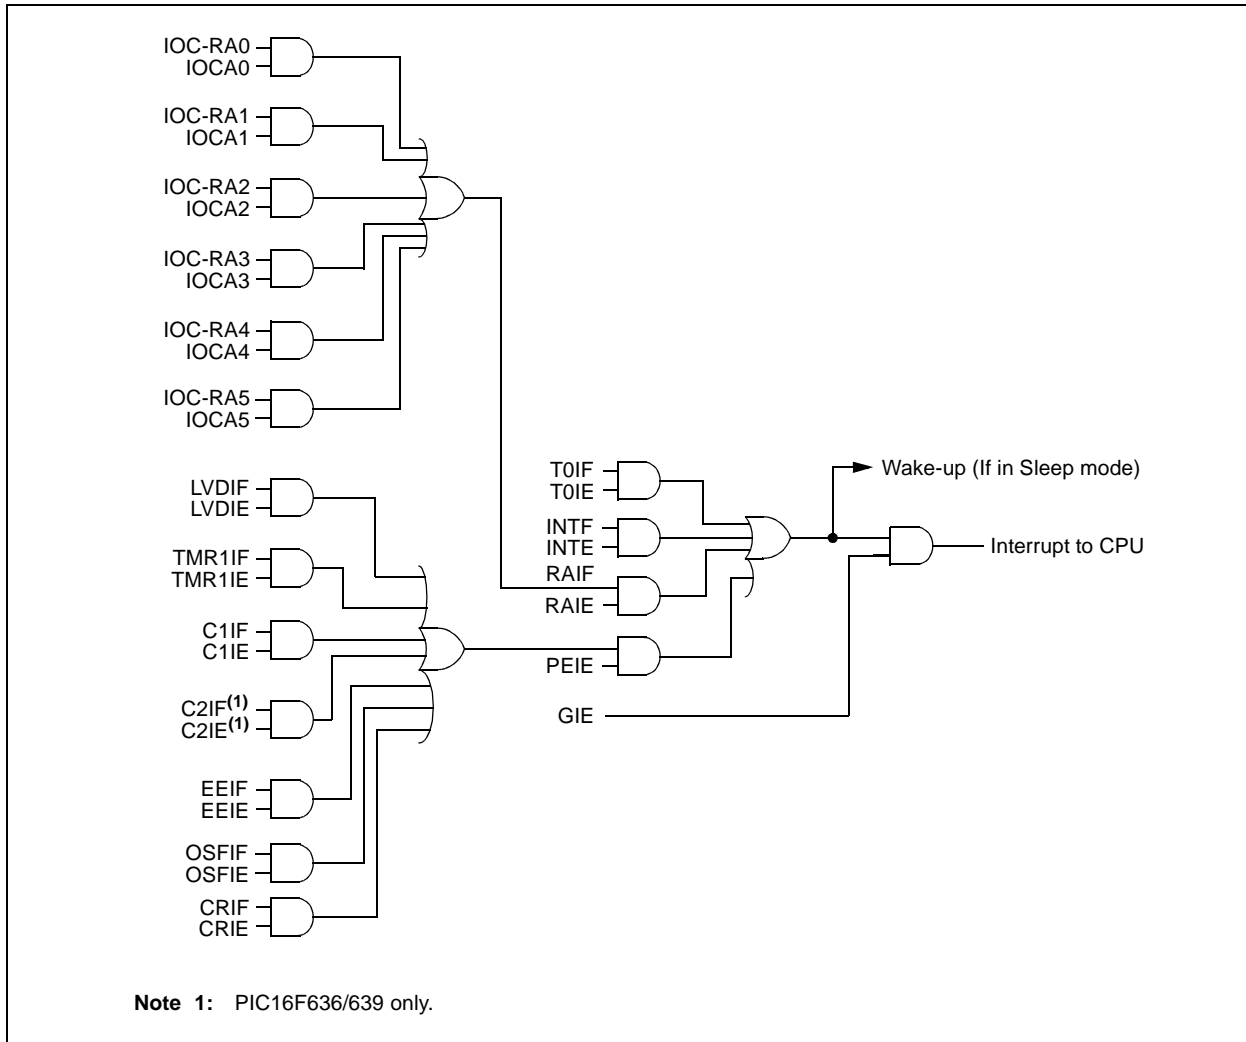 IOC-RA0
IOCA0
IOC-RA1
IOCA1
IOC-RA2
IOCA2
IOC-RA3
IOCA3
IOC-RA4
IOCA4
IOC-RA5
IOCA5
LVDIF
LVDIE
TMR1IF
TMR1IE
C1IF
C1IE
C2IF(1)
C2IE(1)
EEIF
EEIE
OSFIF
OSFIE
CRIF
CRIE
T0IF
T0IE
INTF
INTE
RAIF
RAIE
PEIE
GIE
Wake-up (If in Sleep mode)
Interrupt to CPU
Note 1: PIC16F636/639 only.